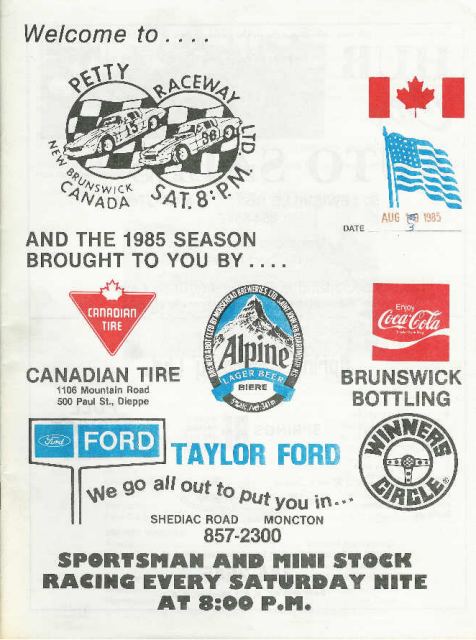 Welcome to ....
PETTY RACEWAY LTD
15
96
NEW BRUNSWICK
CANADA
SAT. 8: P.M.
AUG 1985
3
DATE
AND THE 1985 SEASON
BROUGHT TO YOU BY ....
CANADIAN
TIRE
Enjoy
Coca-Cola
Alpine
LAGER BEER
BIERE
CANADIAN TIRE
1106 Mountain Road
500 Paul St., Dieppe
BRUNSWICK
BOTTLING
Ford
FORD
TAYLOR FORD
WINNERS
CIRCLE®
We go all out to put you in...
SHEDIAC ROAD MONCTON
857-2300
SPORTSMAN AND MINI STOCK
RACING EVERY SATURDAY NITE
AT 8:00 P.M.